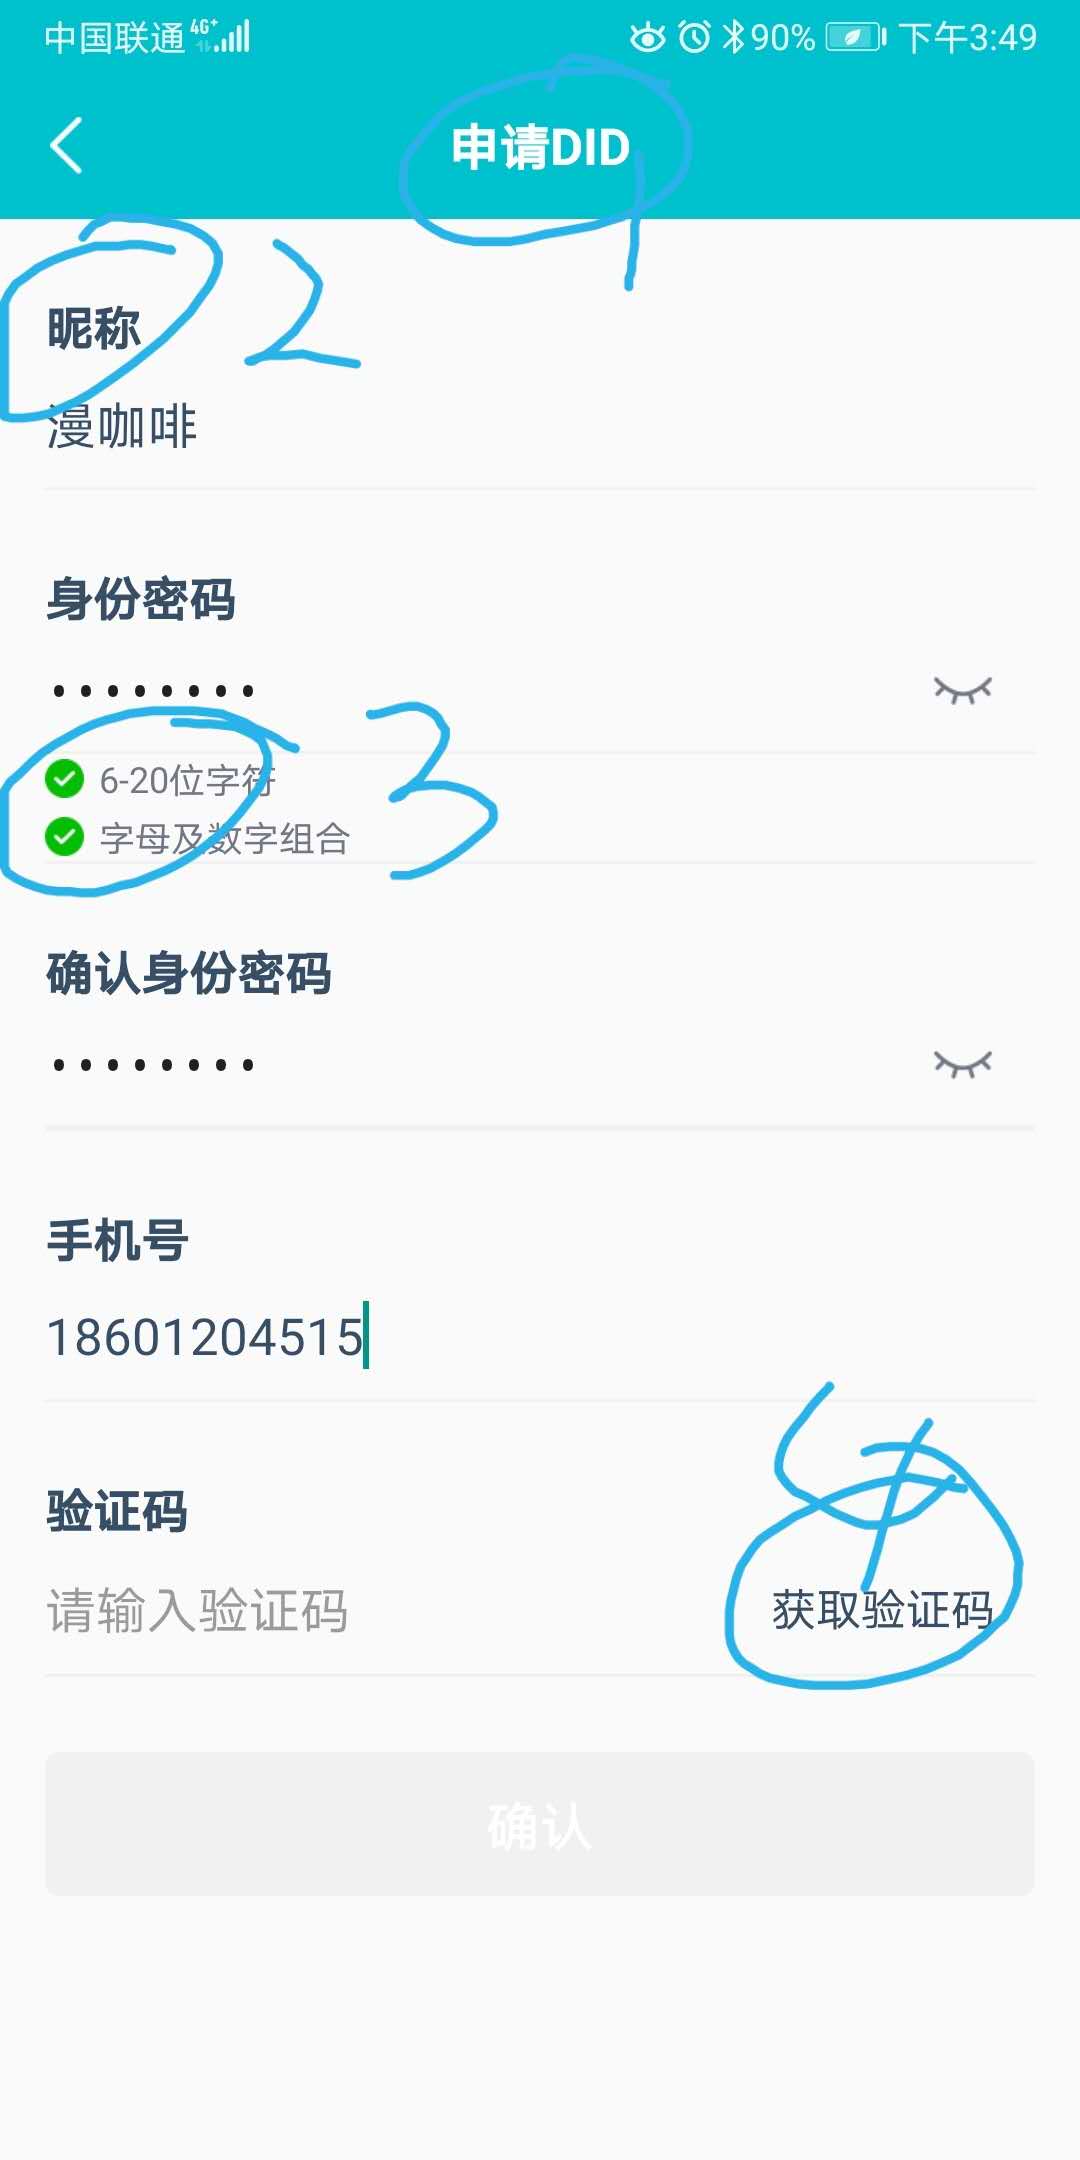 中国联通 4G+ 90% 下午3:49
申请DID
1
昵称
2
漫咖啡
身份密码
••••••••
6-20位字符
字母及数字组合
3
确认身份密码
••••••••
手机号
18601204515
验证码
4
请输入验证码 获取验证码
确认